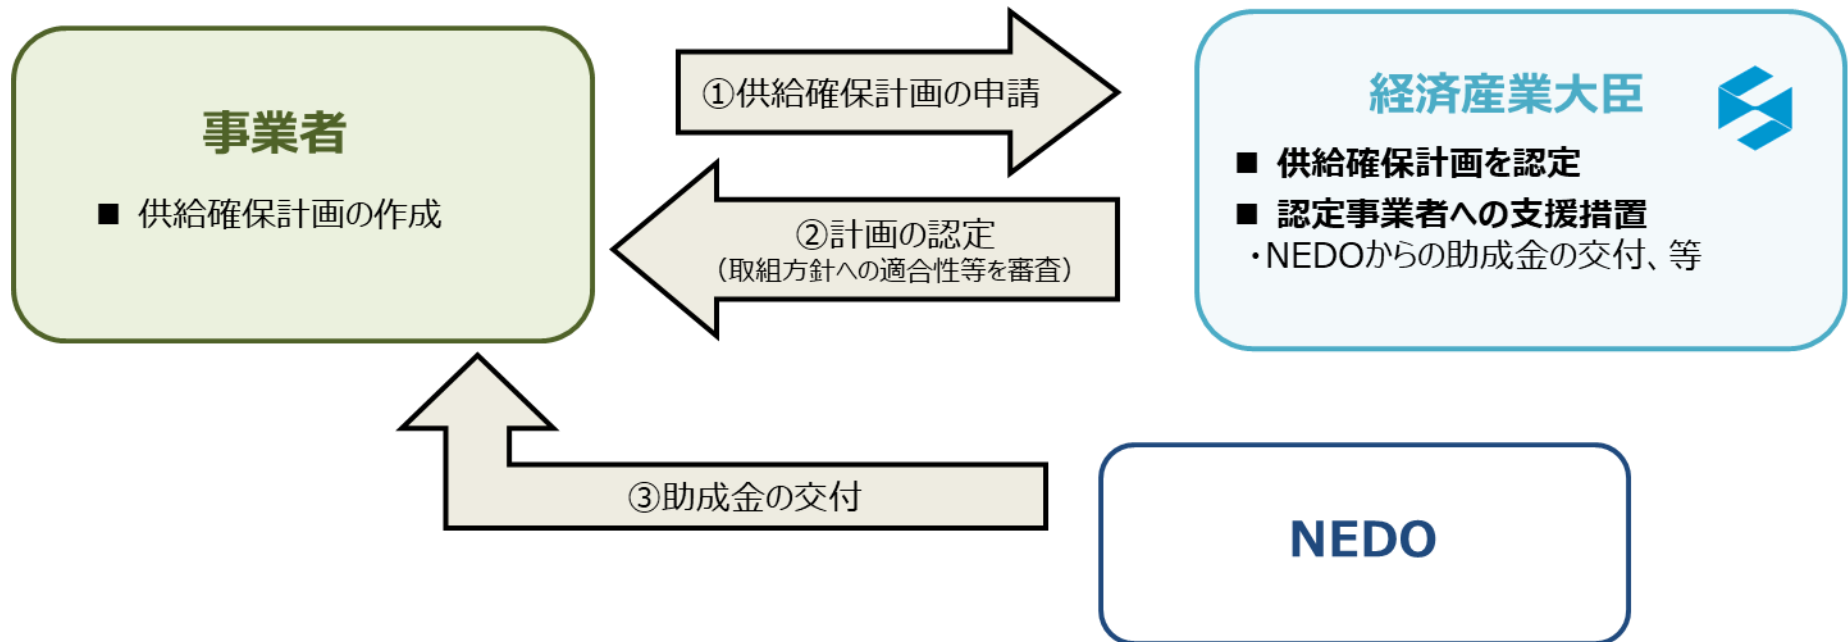 事業者
■ 供給確保計画の作成
①供給確保計画の申請
②計画の認定
（取組方針への適合性等を審査）
経済産業大臣
■ 供給確保計画を認定
■ 認定事業者への支援措置
・NEDOからの助成金の交付、等
③助成金の交付
NEDO